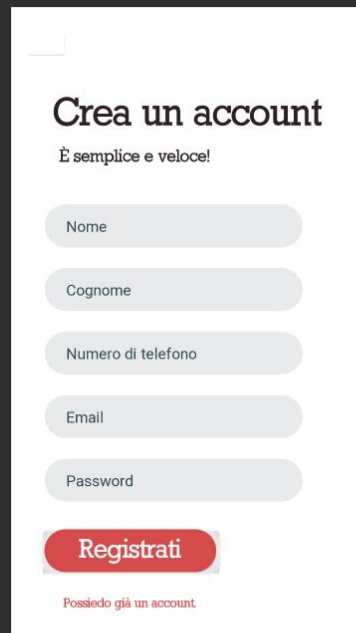 Crea un account
È semplice e veloce!
Nome
Cognome
Numero di telefono
Email
Password
Registrati
Possiedo già un account